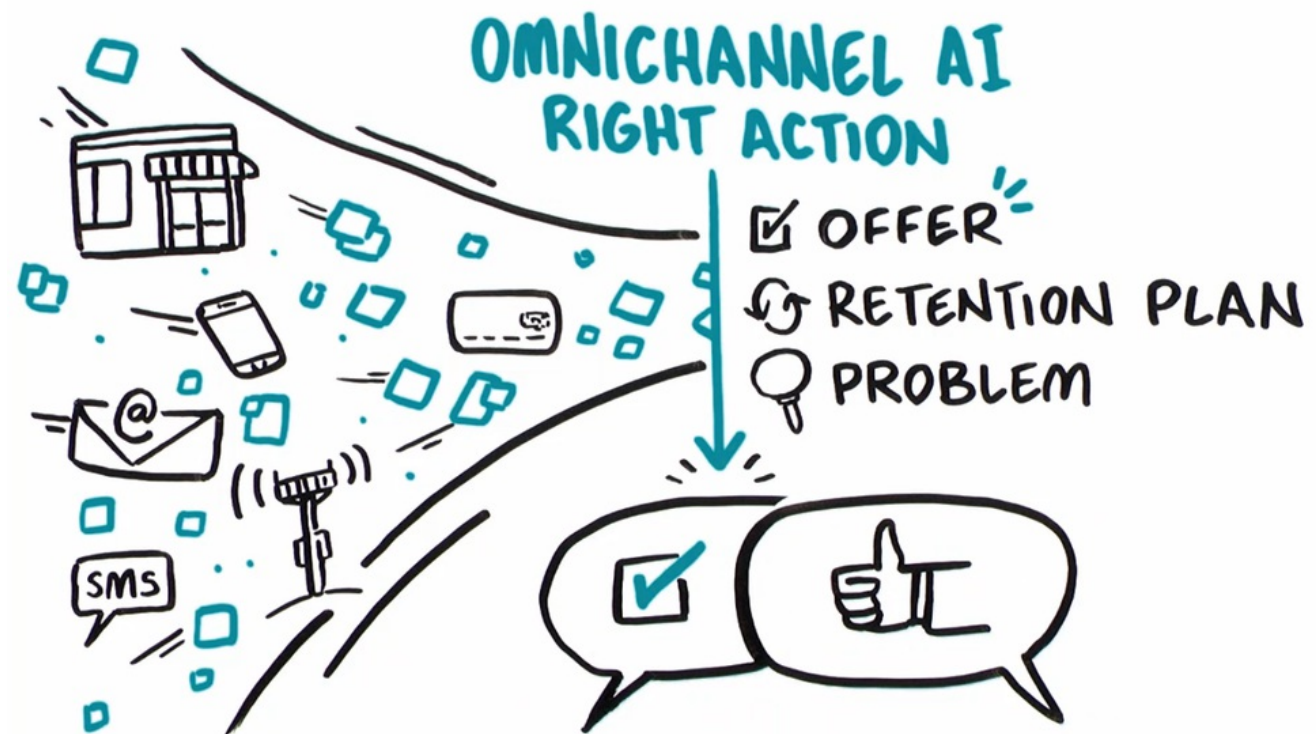 OMNICHANNEL AI
RIGHT ACTION
OFFER
RETENTION PLAN
PROBLEM
@
SMS